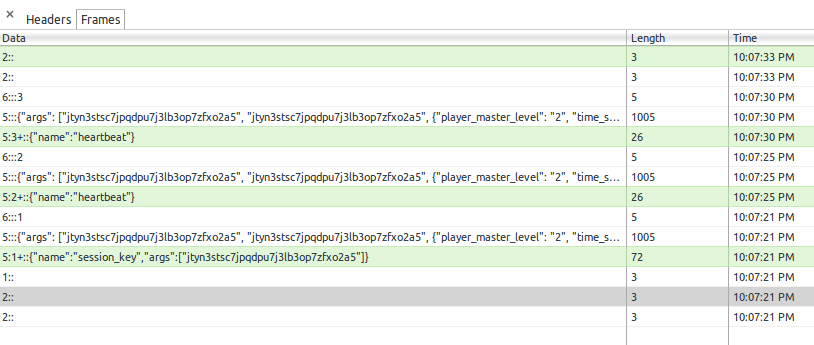 × Headers Frames
Data Length Time
2:: 3 10:07:33 PM
2:: 3 10:07:33 PM
6:::3 5 10:07:30 PM
5:::{"args": ["jtyn3stsc7jpqdpu7j3lb3op7zfxo2a5", "jtyn3stsc7jpqdpu7j3lb3op7zfxo2a5", {"player_master_level": "2", "time_s... 1005 10:07:30 PM
5:3+::{"name":"heartbeat"} 26 10:07:30 PM
6:::2 5 10:07:25 PM
5:::{"args": ["jtyn3stsc7jpqdpu7j3lb3op7zfxo2a5", "jtyn3stsc7jpqdpu7j3lb3op7zfxo2a5", {"player_master_level": "2", "time_s... 1005 10:07:25 PM
5:2+::{"name":"heartbeat"} 26 10:07:25 PM
6:::1 5 10:07:21 PM
5:::{"args": ["jtyn3stsc7jpqdpu7j3lb3op7zfxo2a5", "jtyn3stsc7jpqdpu7j3lb3op7zfxo2a5", {"player_master_level": "2", "time_s... 1005 10:07:21 PM
5:1+::{"name":"session_key","args":["jtyn3stsc7jpqdpu7j3lb3op7zfxo2a5"]} 72 10:07:21 PM
1:: 3 10:07:21 PM
2:: 3 10:07:21 PM
2:: 3 10:07:21 PM